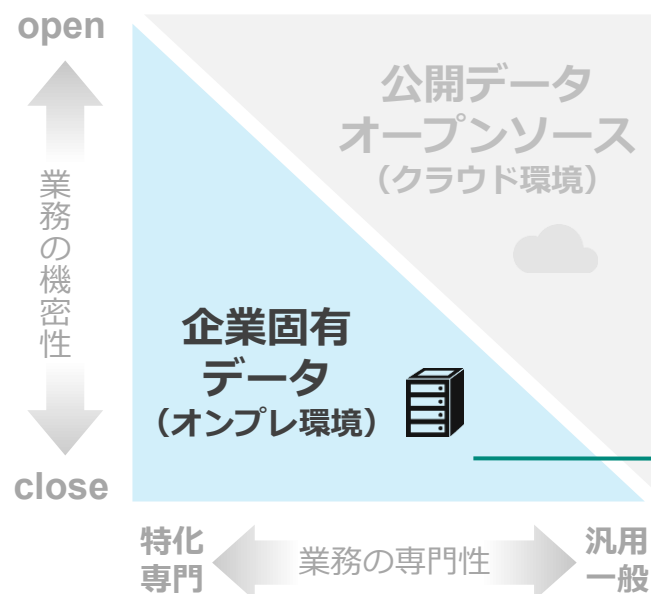 open
公開データ
オープンソース
（クラウド環境）
業務の機密性
企業固有
データ
（オンプレ環境）
close
特化
専門
業務の専門性
汎用
一般